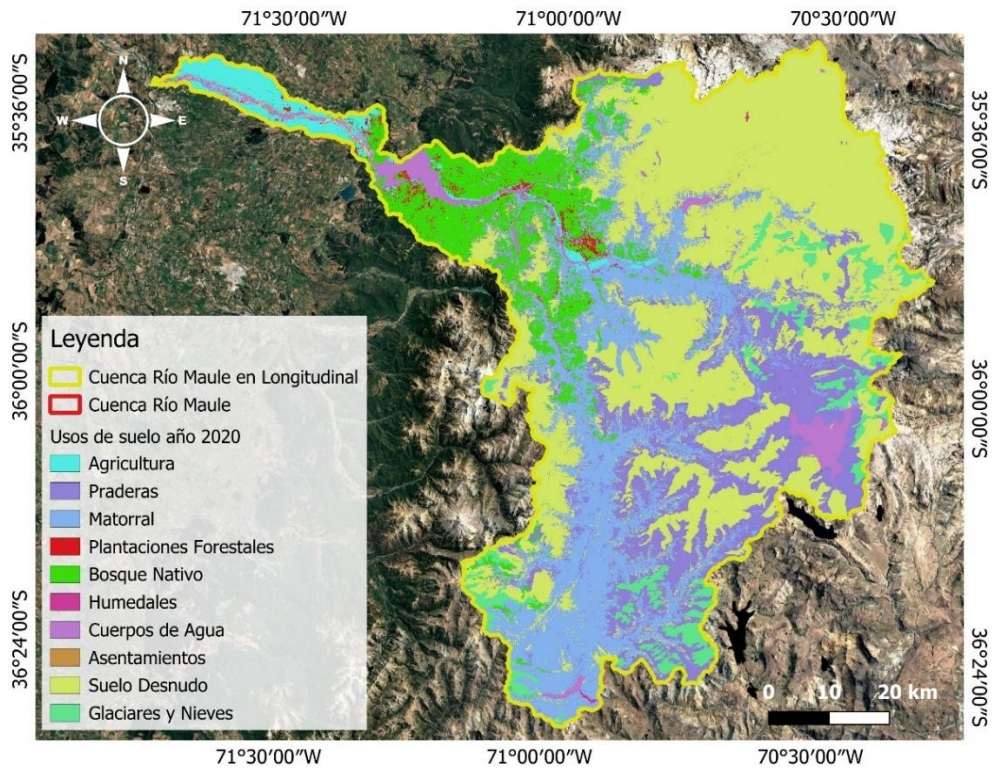 71°30′00″W 71°00′00″W 70°30′00″W
35°36′00″S
35°36′00″S
N
W E
S
36°00′00″S
36°00′00″S
36°24′00″S
36°24′00″S
Leyenda
Cuenca Río Maule en Longitudinal
Cuenca Río Maule
Usos de suelo año 2020
Agricultura
Praderas
Matorral
Plantaciones Forestales
Bosque Nativo
Humedales
Cuerpos de Agua
Asentamientos
Suelo Desnudo
Glaciares y Nieves
0 10 20 km
71°30′00″W 71°00′00″W 70°30′00″W